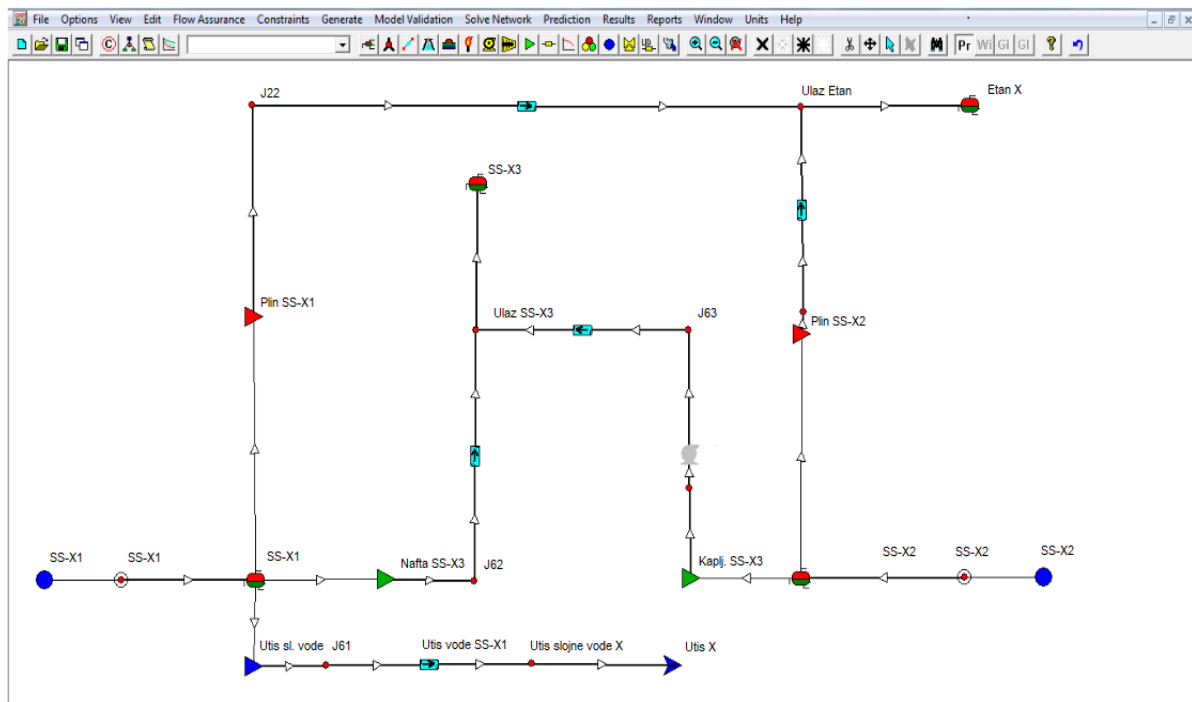 File Options View Edit Flow Assurance Constraints Generate Model Validation Solve Network Prediction Results Reports Window Units Help
Pr Wi Gi GI
J22
Ulaz Etan
Etan X
SS-X3
Plin SS-X1
Ulaz SS-X3
J63
Plin SS-X2
SS-X1
SS-X1
SS-X1
Nafta SS-X3
J62
Kaplj. SS-X3
SS-X2
SS-X2
SS-X2
Utis sl. vode
J61
Utis vode SS-X1
Utis slojne vode X
Utis X